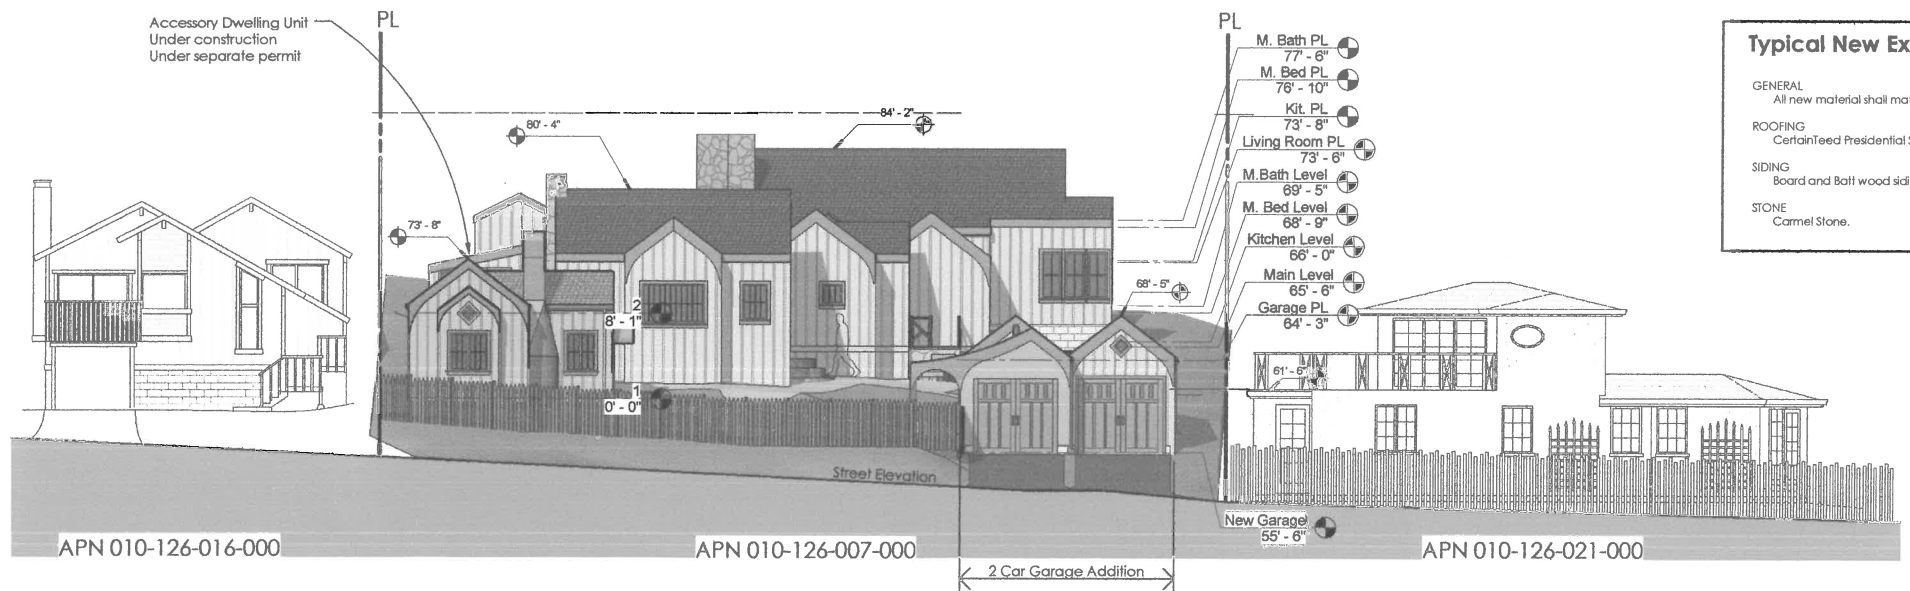 Accessory Dwelling Unit
Under construction
Under separate permit
PL
PL
M. Bath PL
77' - 6"
M. Bed PL
76' - 10"
Kit. PL
73' - 8"
Living Room PL
73' - 6"
M.Bath Level
69' - 5"
M. Bed Level
68' - 9"
Kitchen Level
66' - 0"
Main Level
65' - 6"
Garage PL
64' - 3"
84' - 2"
80' - 4"
73' - 8"
68' - 5"
2
8' - 1"
1
0' - 0"
61' - 6"
Street Elevation
New Garage
55' - 6"
2 Car Garage Addition
APN 010-126-016-000
APN 010-126-007-000
APN 010-126-021-000
Typical New Ex
GENERAL
All new material shall mat
ROOFING
CertainTeed Presidential S
SIDING
Board and Batt wood sidi
STONE
Carmel Stone.